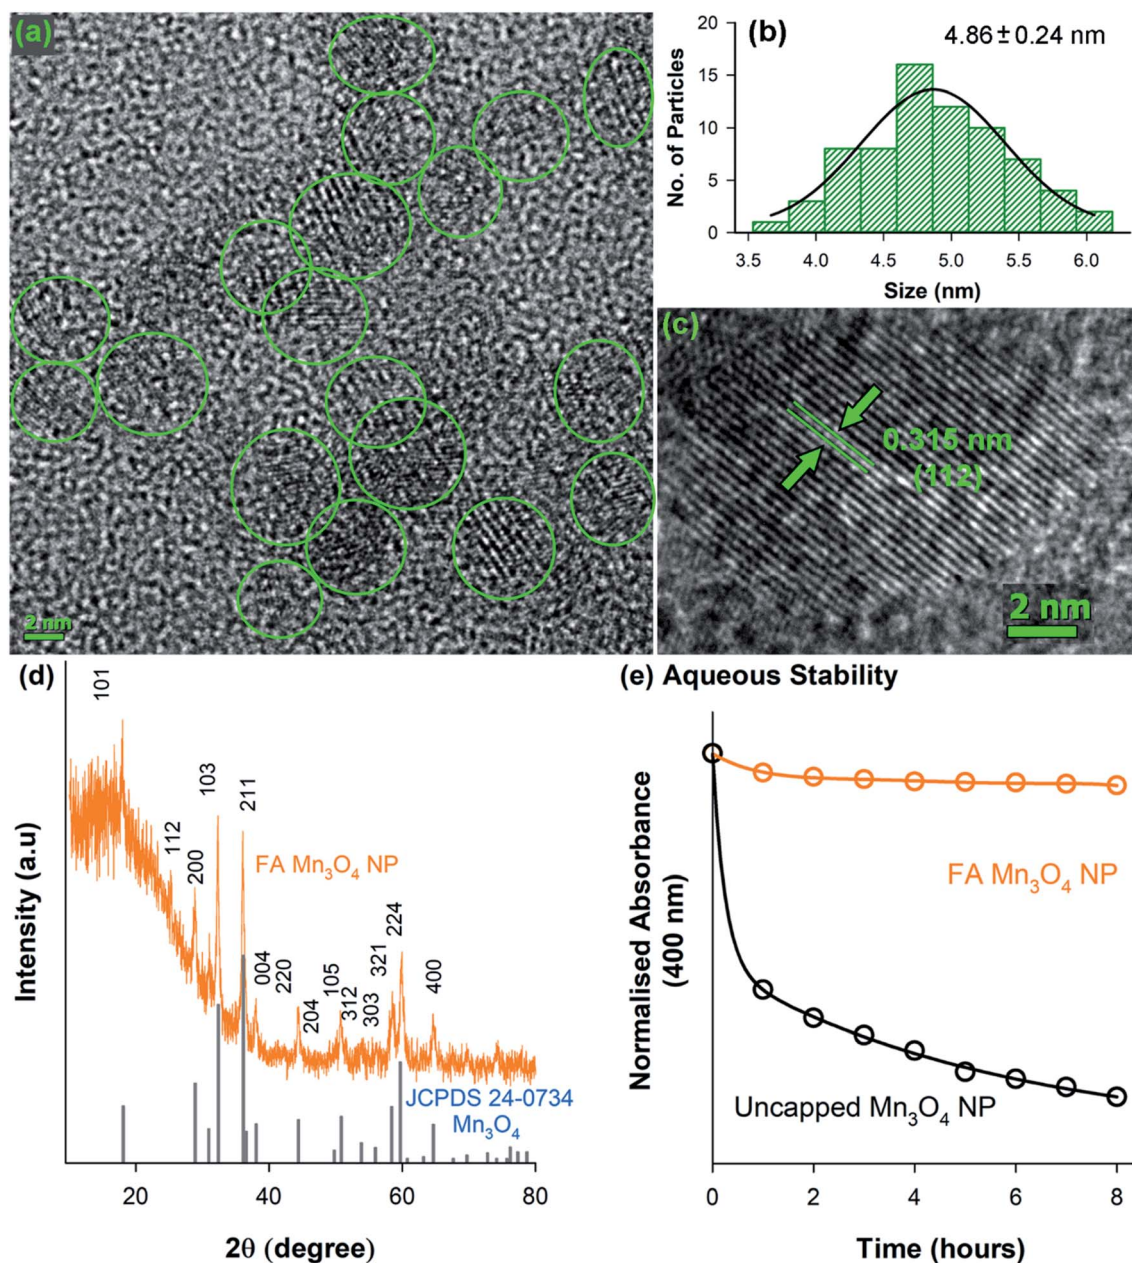 (a)
2 nm
(b)
4.86±0.24 nm
20
15
10
5
0
No. of Particles
3.5 4.0 4.5 5.0 5.5 6.0
Size (nm)
(c)
0.315 nm
(112)
2 nm
(d)
101
112
200
103
211
004
220
204
105
312
303
321
224
400
FA Mn₃O₄ NP
JCPDS 24-0734
Mn₃O₄
Intensity (a.u)
20 40 60 80
2θ (degree)
(e) Aqueous Stability
Normalised Absorbance
(400 nm)
FA Mn₃O₄ NP
Uncapped Mn₃O₄ NP
0 2 4 6 8
Time (hours)